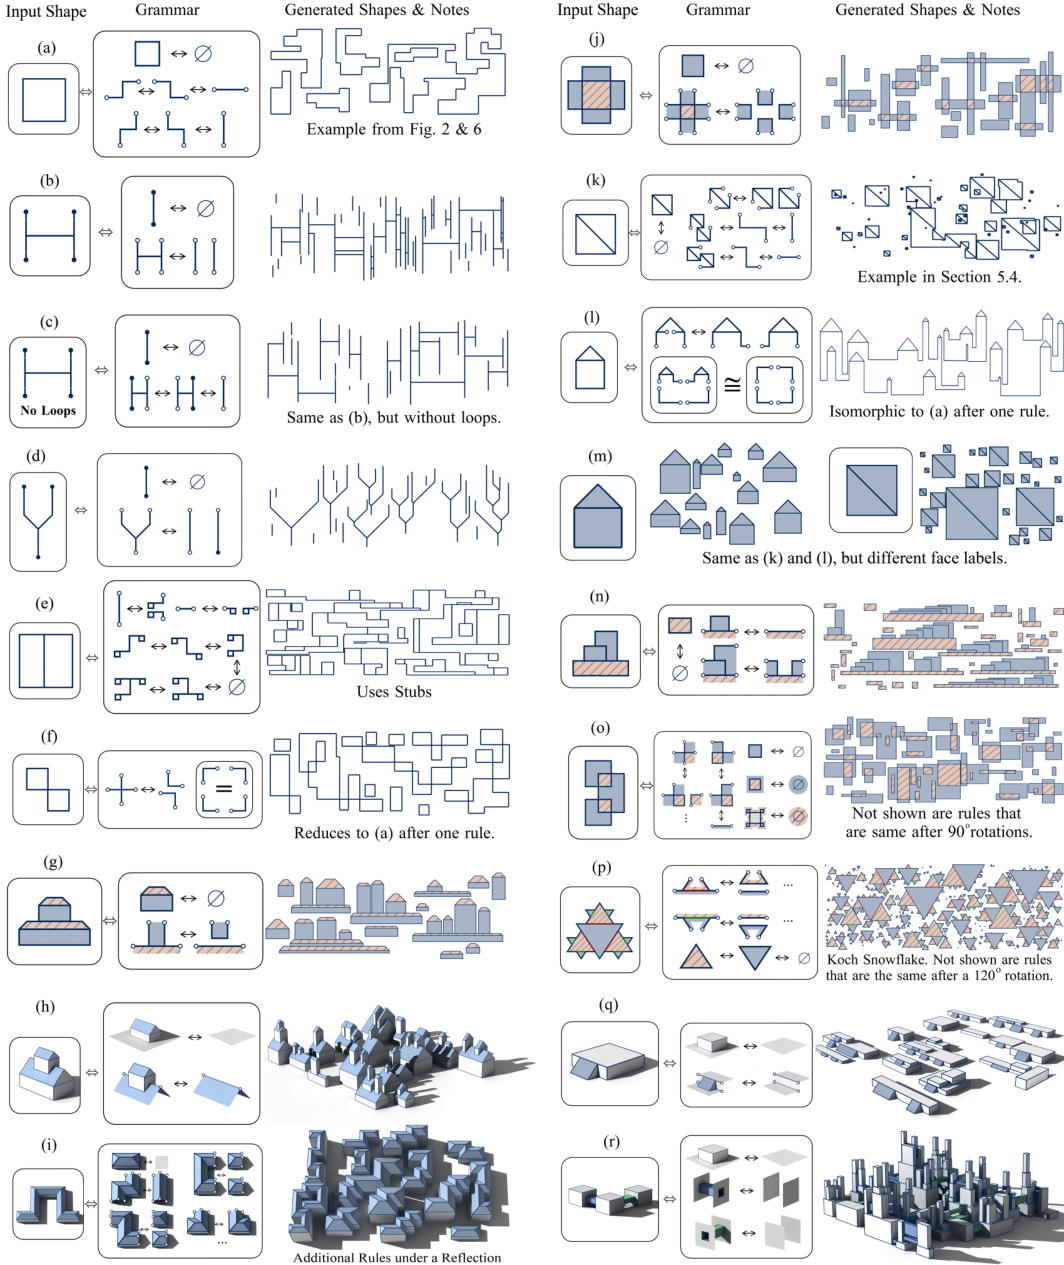 Input Shape Grammar Generated Shapes & Notes
(a)
Example from Fig. 2 & 6
(b)
(c)
No Loops
Same as (b), but without loops.
(d)
(e)
Uses Stubs
(f)
=
Reduces to (a) after one rule.
(g)
(h)
(i)
...
Additional Rules under a Reflection
Input Shape Grammar Generated Shapes & Notes
(j)
(k)
Example in Section 5.4.
(l)
≅
Isomorphic to (a) after one rule.
(m)
Same as (k) and (l), but different face labels.
(n)
(o)
Not shown are rules that
are same after 90° rotations.
(p)
...
...
Koch Snowflake. Not shown are rules
that are the same after a 120° rotation.
(q)
(r)